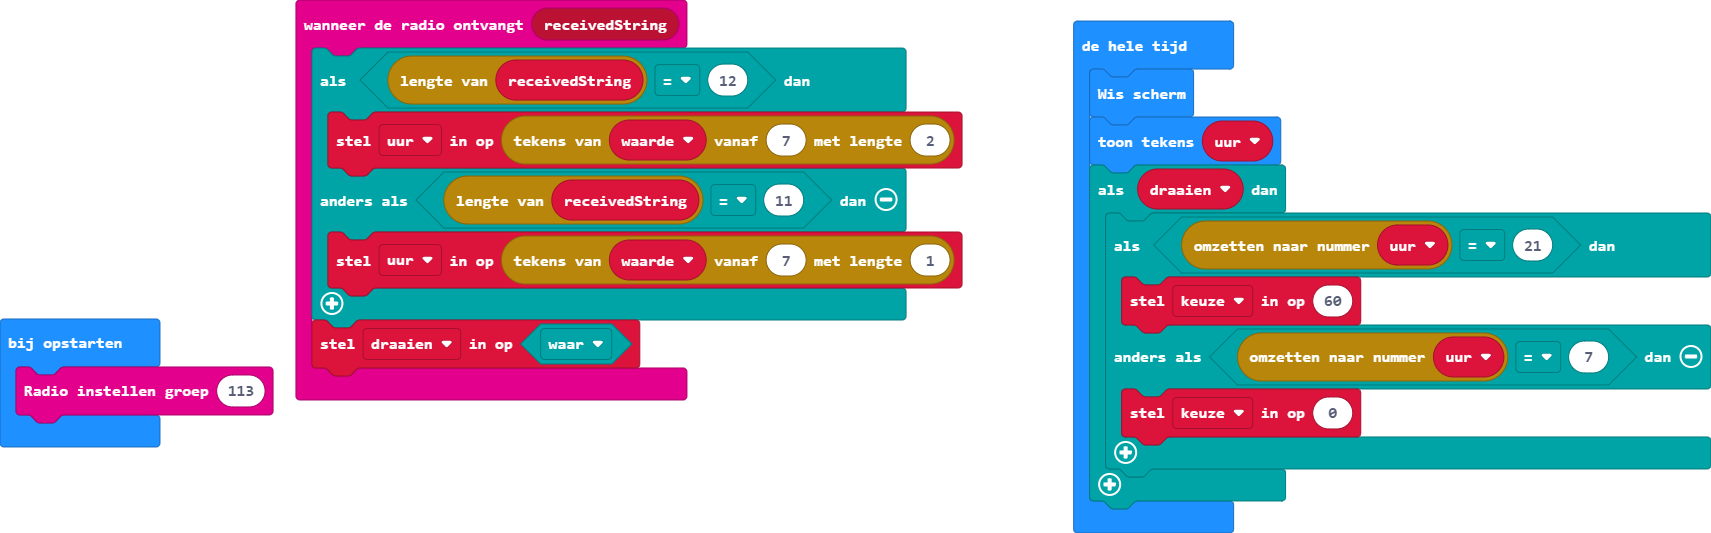 bij opstarten
Radio instellen groep 113
wanneer de radio ontvangt receivedString
als lengte van receivedString = 12 dan
stel uur in op tekens van waarde vanaf 7 met lengte 2
anders als lengte van receivedString = 11 dan
stel uur in op tekens van waarde vanaf 7 met lengte 1
stel draaien in op waar
de hele tijd
Wis scherm
toon tekens uur
als draaien dan
als omzetten naar nummer uur = 21 dan
stel keuze in op 60
anders als omzetten naar nummer uur = 7 dan
stel keuze in op 0